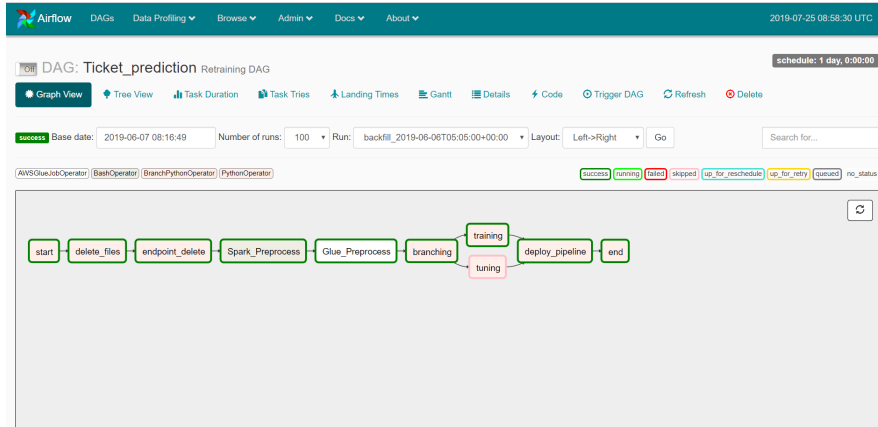 Airflow DAGs Data Profiling Browse Admin Docs About 2019-07-25 08:58:30 UTC
Off DAG: Ticket_prediction Retraining DAG schedule: 1 day, 0:00:00
Graph View Tree View Task Duration Task Tries Landing Times Gantt Details Code Trigger DAG Refresh Delete
success Base date: 2019-06-07 08:16:49 Number of runs: 100 Run: backfill_2019-06-06T05:05:00+00:00 Layout: Left->Right Go Search for...
AWSGlueJobOperator BashOperator BranchPythonOperator PythonOperator success running failed skipped up_for_reschedule up_for_retry queued no_status
start delete_files endpoint_delete Spark_Preprocess Glue_Preprocess branching training tuning deploy_pipeline end